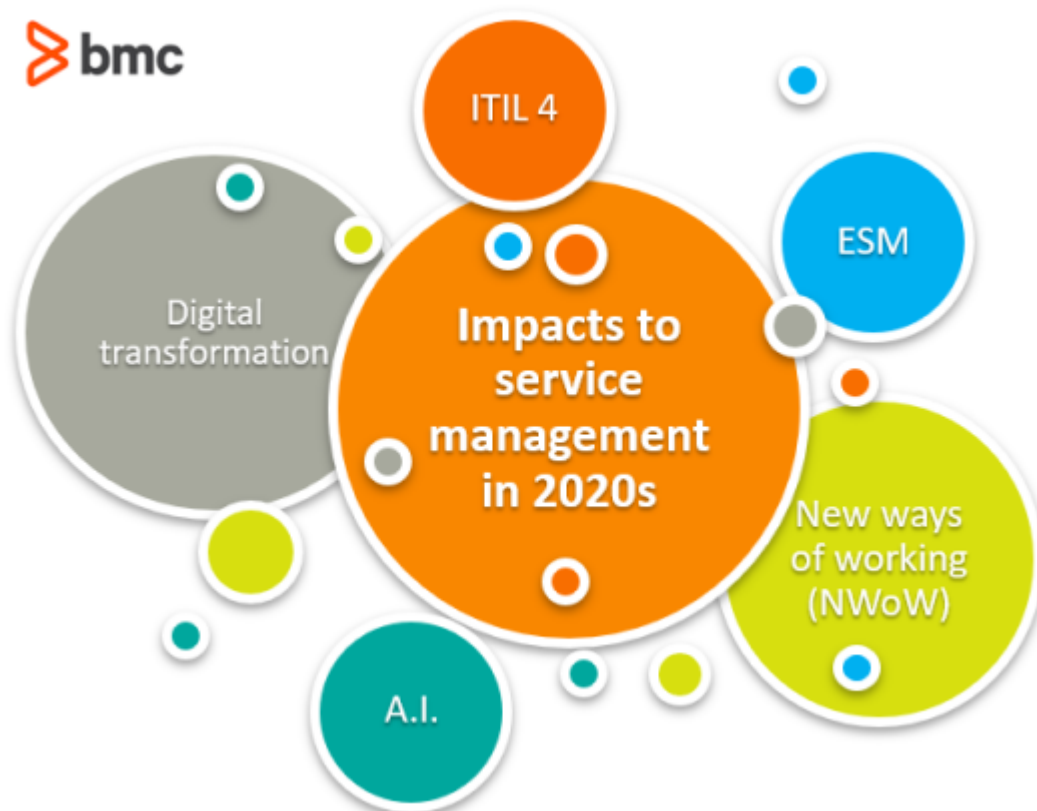 bmc
ITIL 4
ESM
Digital
transformation
Impacts to
service
management
in 2020s
New ways
of working
(NWoW)
A.I.